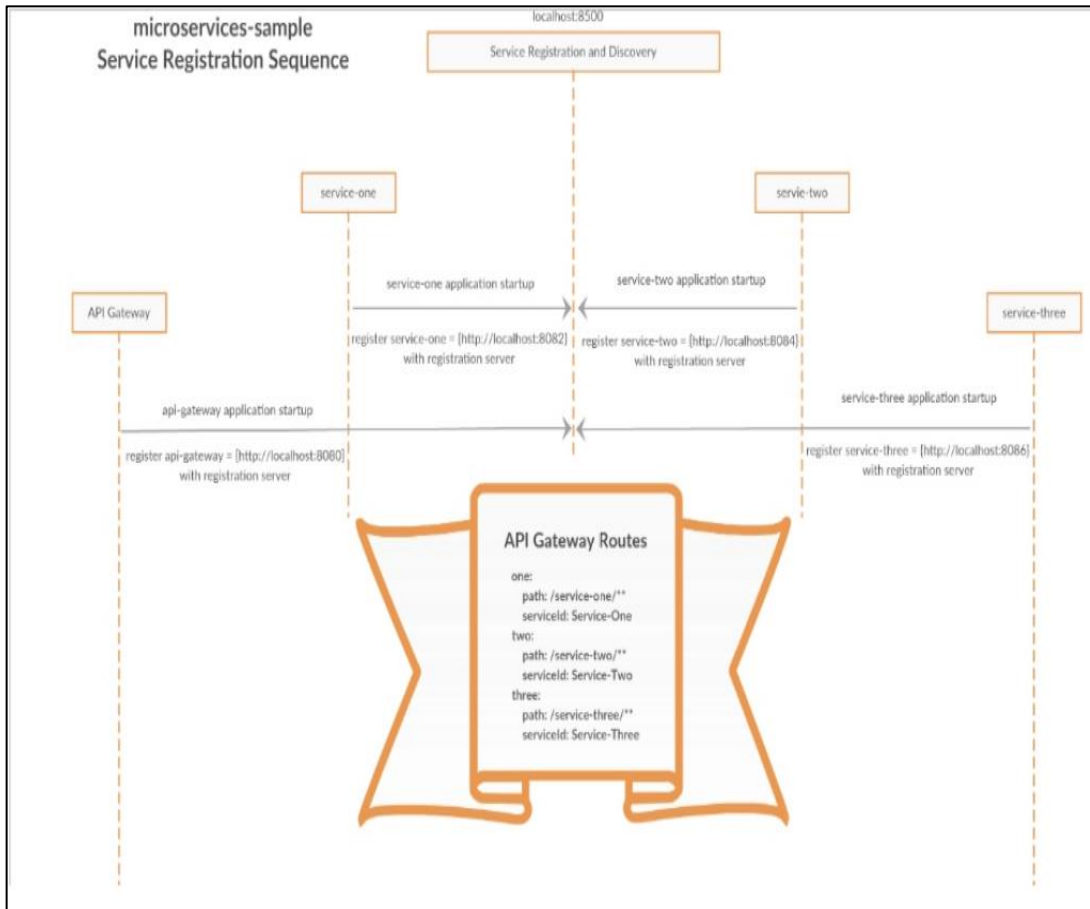 microservices-sample
Service Registration Sequence
localhost:8500
Service Registration and Discovery
service-one
servie-two
service-one application startup
service-two application startup
API Gateway
service-three
register service-one = [http://localhost:8082]
with registration server
register service-two = [http://localhost:8084]
with registration server
api-gateway application startup
service-three application startup
register api-gateway = [http://localhost:8080]
with registration server
register service-three = [http://localhost:8086]
with registration server
API Gateway Routes
one:
path: /service-one/**
serviceId: Service-One
two:
path: /service-two/**
serviceId: Service-Two
three:
path: /service-three/**
serviceId: Service-Three